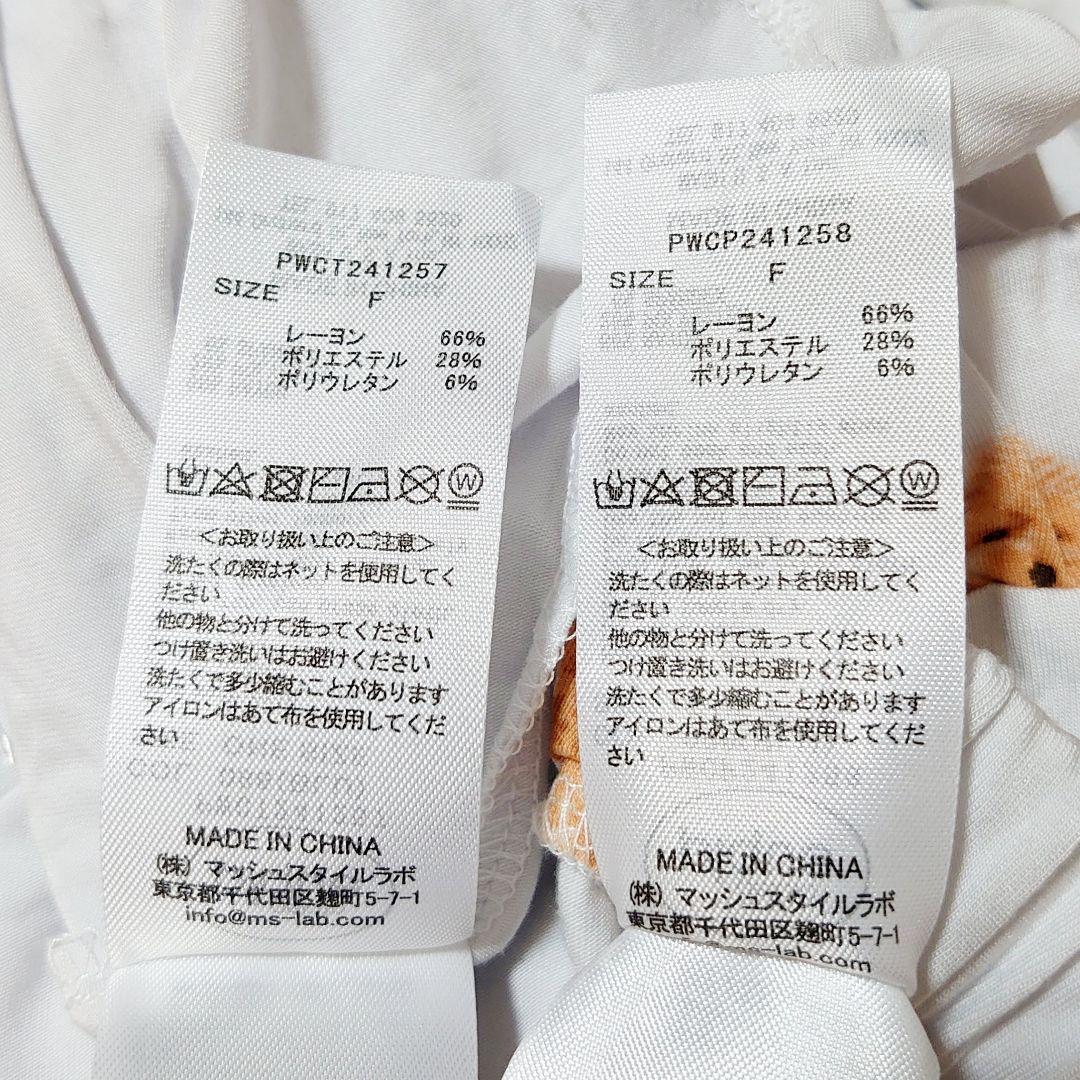 PWCT241257
SIZE F
レーヨン 66%
ポリエステル 28%
ポリウレタン 6%
W
<お取り扱い上のご注意>
洗たくの際はネットを使用してく
ださい
他の物と分けて洗ってください
つけ置き洗いはお避けください
洗たくで多少縮むことがあります
アイロンはあて布を使用してくだ
さい
MADE IN CHINA
(株) マッシュスタイルラボ
東京都千代田区麹町5-7-1
info@ms-lab.com
PWCP241258
SIZE F
レーヨン 66%
ポリエステル 28%
ポリウレタン 6%
W
<お取り扱い上のご注意>
洗たくの際はネットを使用してく
ださい
他の物と分けて洗ってください
つけ置き洗いはお避けください
洗たくで多少縮むことがあります
アイロンはあて布を使用してくだ
さい
MADE IN CHINA
(株) マッシュスタイルラボ
東京都千代田区麹町5-7-1
ms-lab.com